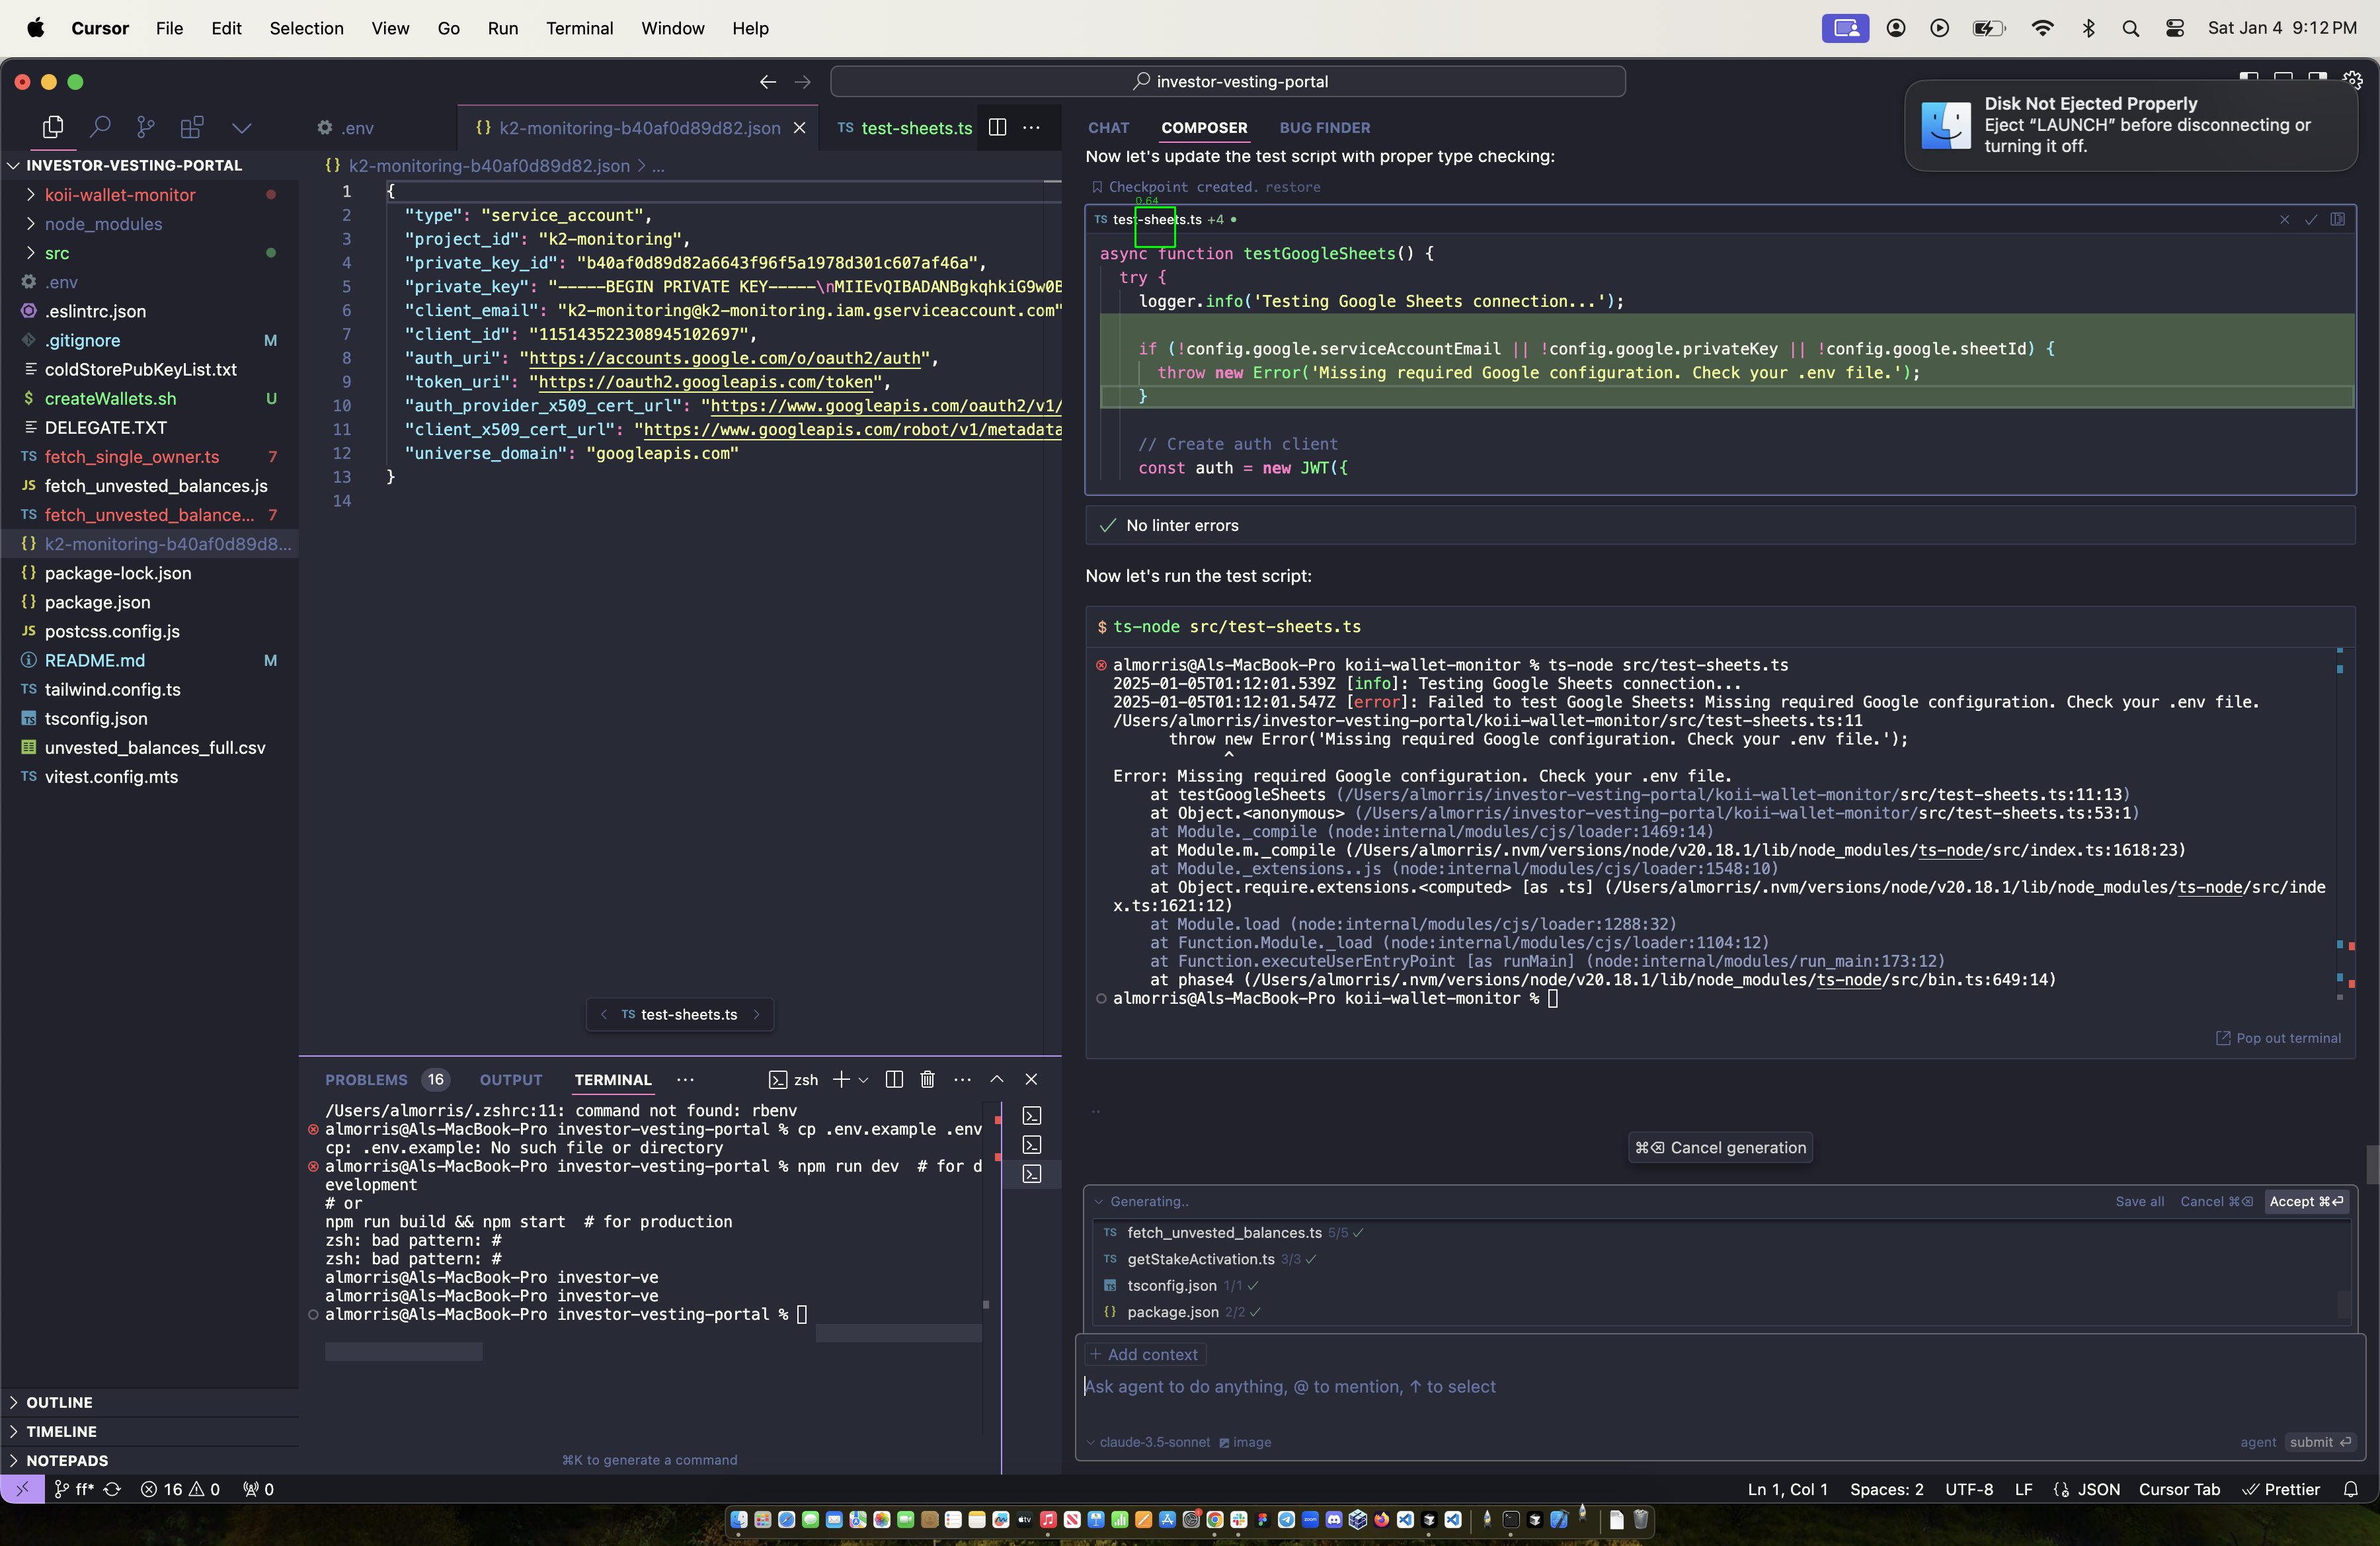 Cursor File Edit Selection View Go Run Terminal Window Help
Sat Jan 4 9:12 PM
investor-vesting-portal
Disk Not Ejected Properly
Eject “LAUNCH” before disconnecting or
turning it off.
.env
{} k2-monitoring-b40af0d89d82.json
TS test-sheets.ts
INVESTOR-VESTING-PORTAL
koii-wallet-monitor
node_modules
src
.env
.eslintrc.json
.gitignore M
coldStorePubKeyList.txt
$ createWallets.sh U
DELEGATE.TXT
TS fetch_single_owner.ts 7
JS fetch_unvested_balances.js
TS fetch_unvested_balance... 7
{} k2-monitoring-b40af0d89d8...
{} package-lock.json
{} package.json
JS postcss.config.js
README.md M
TS tailwind.config.ts
TS tsconfig.json
unvested_balances_full.csv
TS vitest.config.mts
OUTLINE
TIMELINE
NOTEPADS
{} k2-monitoring-b40af0d89d82.json > ...
1 {
2 "type": "service_account",
3 "project_id": "k2-monitoring",
4 "private_key_id": "b40af0d89d82a6643f96f5a1978d301c607af46a",
5 "private_key": "-----BEGIN PRIVATE KEY-----\nMIIEvQIBADANBgkqhkiG9w0B
6 "client_email": "k2-monitoring@k2-monitoring.iam.gserviceaccount.com"
7 "client_id": "115143522308945102697",
8 "auth_uri": "https://accounts.google.com/o/oauth2/auth",
9 "token_uri": "https://oauth2.googleapis.com/token",
10 "auth_provider_x509_cert_url": "https://www.googleapis.com/oauth2/v1/
11 "client_x509_cert_url": "https://www.googleapis.com/robot/v1/metadata
12 "universe_domain": "googleapis.com"
13 }
14
TS test-sheets.ts
PROBLEMS 16 OUTPUT TERMINAL ... zsh
/Users/almorris/.zshrc:11: command not found: rbenv
almorris@Als-MacBook-Pro investor-vesting-portal % cp .env.example .env
cp: .env.example: No such file or directory
almorris@Als-MacBook-Pro investor-vesting-portal % npm run dev  # for d
evelopment
# or
npm run build && npm start  # for production
zsh: bad pattern: #
zsh: bad pattern: #
almorris@Als-MacBook-Pro investor-ve
almorris@Als-MacBook-Pro investor-ve
almorris@Als-MacBook-Pro investor-vesting-portal %
⌘K to generate a command
CHAT COMPOSER BUG FINDER
Now let's update the test script with proper type checking:
Checkpoint created. restore
0.64
TS test-sheets.ts +4
async function testGoogleSheets() {
try {
logger.info('Testing Google Sheets connection...');
if (!config.google.serviceAccountEmail || !config.google.privateKey || !config.google.sheetId) {
throw new Error('Missing required Google configuration. Check your .env file.');
}
// Create auth client
const auth = new JWT({
No linter errors
Now let's run the test script:
$ ts-node src/test-sheets.ts
almorris@Als-MacBook-Pro koii-wallet-monitor % ts-node src/test-sheets.ts
2025-01-05T01:12:01.539Z [info]: Testing Google Sheets connection...
2025-01-05T01:12:01.547Z [error]: Failed to test Google Sheets: Missing required Google configuration. Check your .env file.
/Users/almorris/investor-vesting-portal/koii-wallet-monitor/src/test-sheets.ts:11
throw new Error('Missing required Google configuration. Check your .env file.');
^
Error: Missing required Google configuration. Check your .env file.
at testGoogleSheets (/Users/almorris/investor-vesting-portal/koii-wallet-monitor/src/test-sheets.ts:11:13)
at Object.<anonymous> (/Users/almorris/investor-vesting-portal/koii-wallet-monitor/src/test-sheets.ts:53:1)
at Module._compile (node:internal/modules/cjs/loader:1469:14)
at Module.m._compile (/Users/almorris/.nvm/versions/node/v20.18.1/lib/node_modules/ts-node/src/index.ts:1618:23)
at Module._extensions..js (node:internal/modules/cjs/loader:1548:10)
at Object.require.extensions.<computed> [as .ts] (/Users/almorris/.nvm/versions/node/v20.18.1/lib/node_modules/ts-node/src/inde
x.ts:1621:12)
at Module.load (node:internal/modules/cjs/loader:1288:32)
at Function.Module._load (node:internal/modules/cjs/loader:1104:12)
at Function.executeUserEntryPoint [as runMain] (node:internal/modules/run_main:173:12)
at phase4 (/Users/almorris/.nvm/versions/node/v20.18.1/lib/node_modules/ts-node/src/bin.ts:649:14)
almorris@Als-MacBook-Pro koii-wallet-monitor %
Pop out terminal
..
⌘⌫ Cancel generation
Generating.. Save all Cancel ⌘⌫ Accept ⌘⏎
TS fetch_unvested_balances.ts 5/5 ✓
TS getStakeActivation.ts 3/3 ✓
TS tsconfig.json 1/1 ✓
{} package.json 2/2 ✓
+ Add context
Ask agent to do anything, @ to mention, ↑ to select
claude-3.5-sonnet image
agent submit ⏎
ff* 16 0 0
Ln 1, Col 1 Spaces: 2 UTF-8 LF {} JSON Cursor Tab Prettier